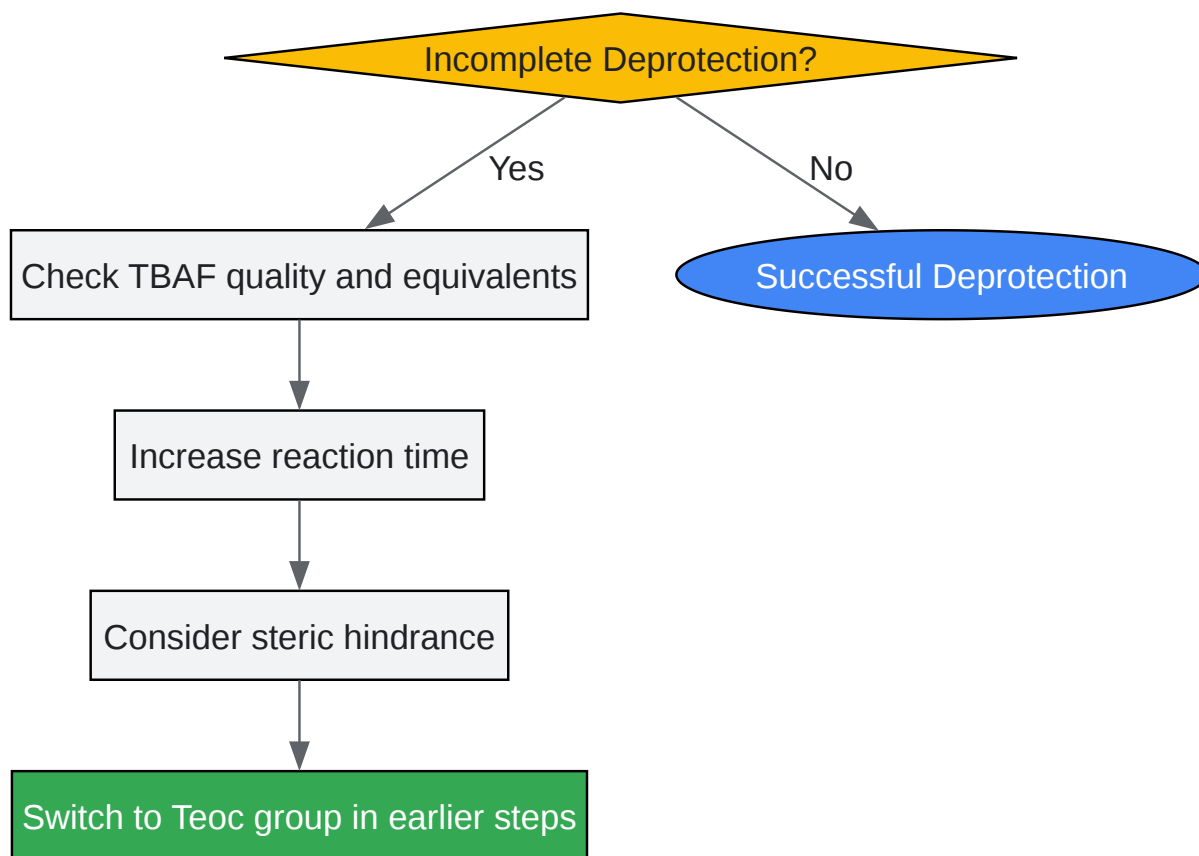 Incomplete Deprotection?
Yes
No
Check TBAF quality and equivalents
Successful Deprotection
Increase reaction time
Consider steric hindrance
Switch to Teoc group in earlier steps